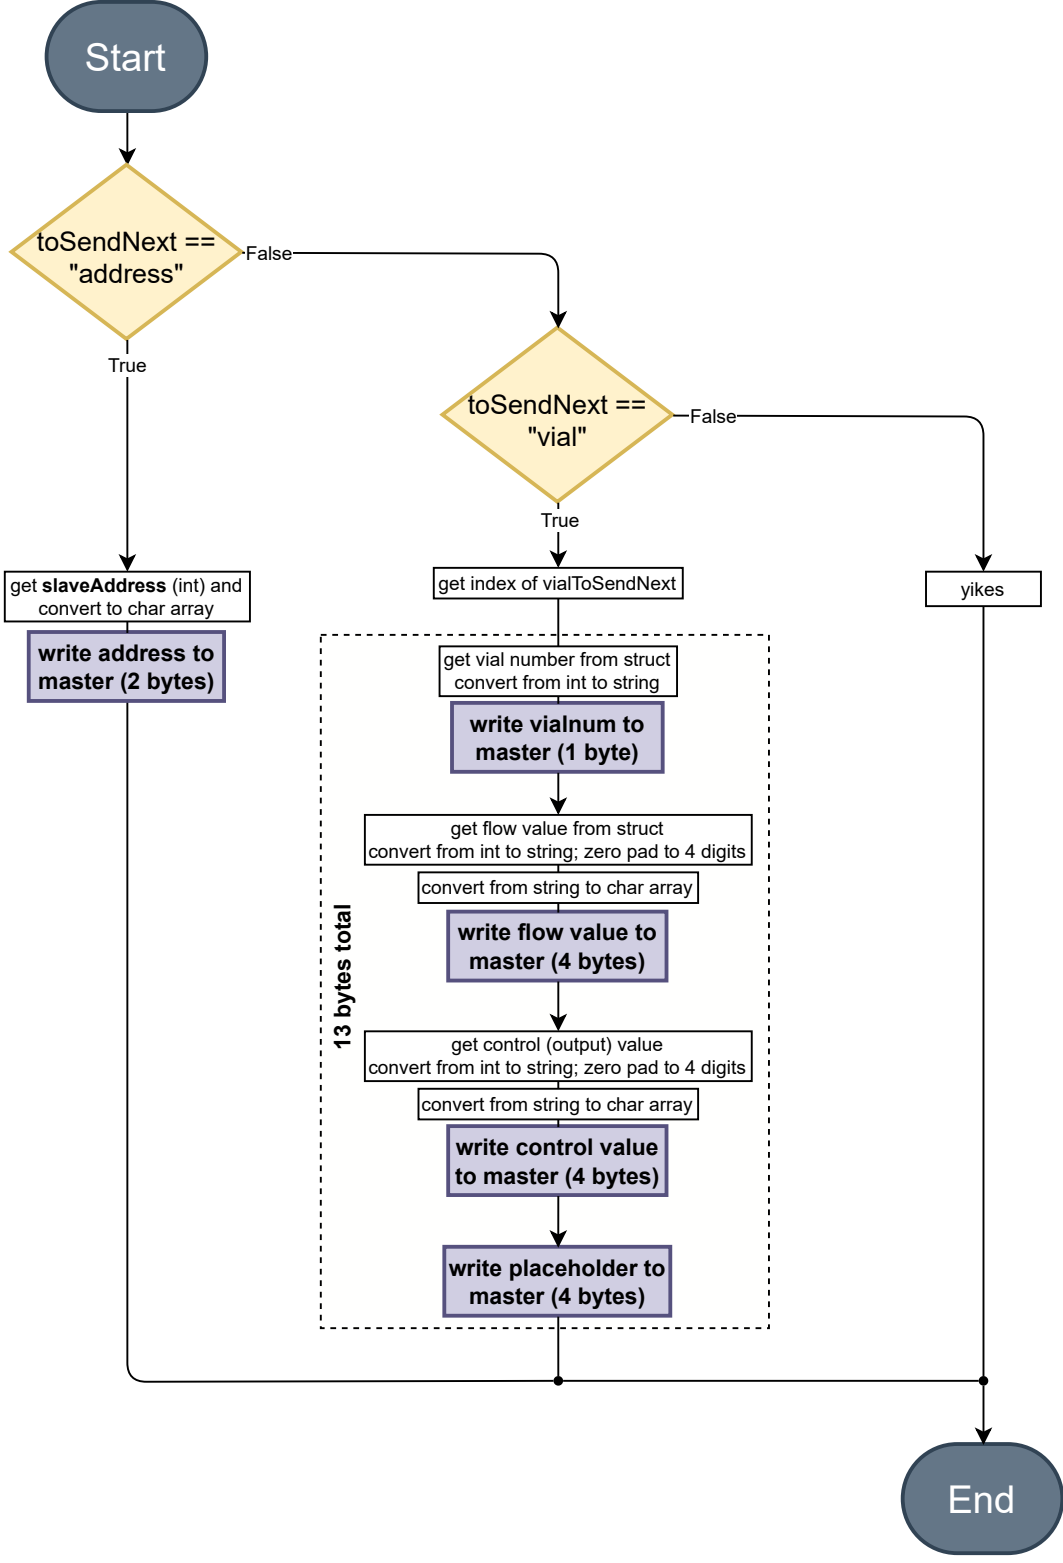 Start
toSendNext ==
"address"
False
True
toSendNext ==
"vial"
False
True
get slaveAddress (int) and
convert to char array
write address to
master (2 bytes)
get index of vialToSendNext
yikes
13 bytes total
get vial number from struct
convert from int to string
write vialnum to
master (1 byte)
get flow value from struct
convert from int to string; zero pad to 4 digits
convert from string to char array
write flow value to
master (4 bytes)
get control (output) value
convert from int to string; zero pad to 4 digits
convert from string to char array
write control value
to master (4 bytes)
write placeholder to
master (4 bytes)
End